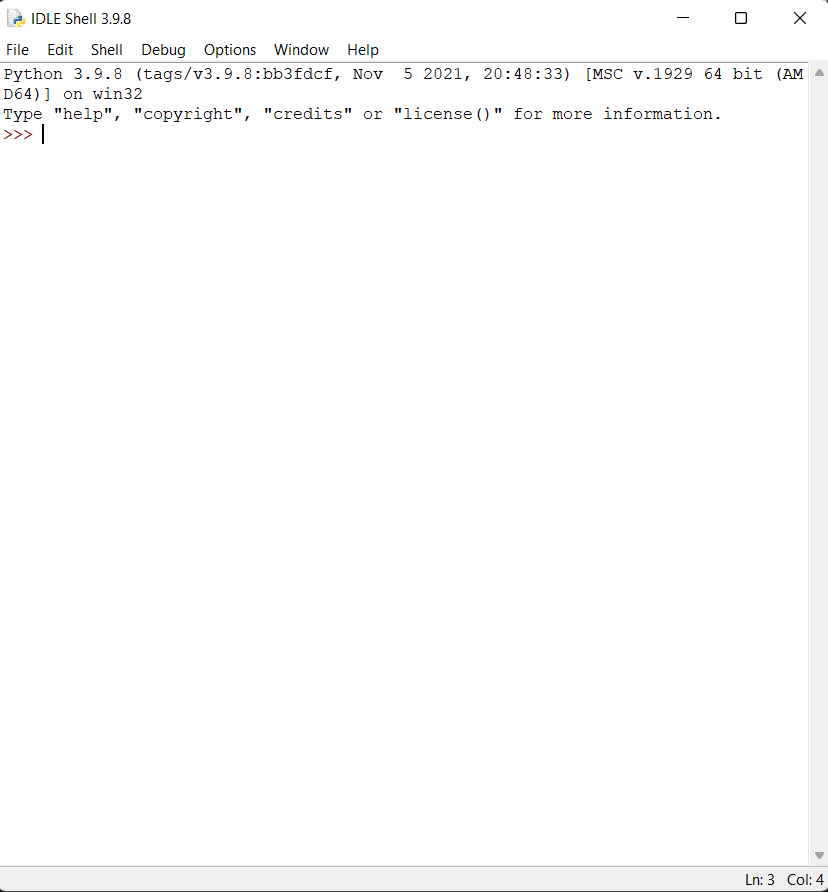 IDLE Shell 3.9.8
File Edit Shell Debug Options Window Help
Python 3.9.8 (tags/v3.9.8:bb3fdcf, Nov  5 2021, 20:48:33) [MSC v.1929 64 bit (AM
D64)] on win32
Type "help", "copyright", "credits" or "license()" for more information.
>>>
Ln: 3 Col: 4